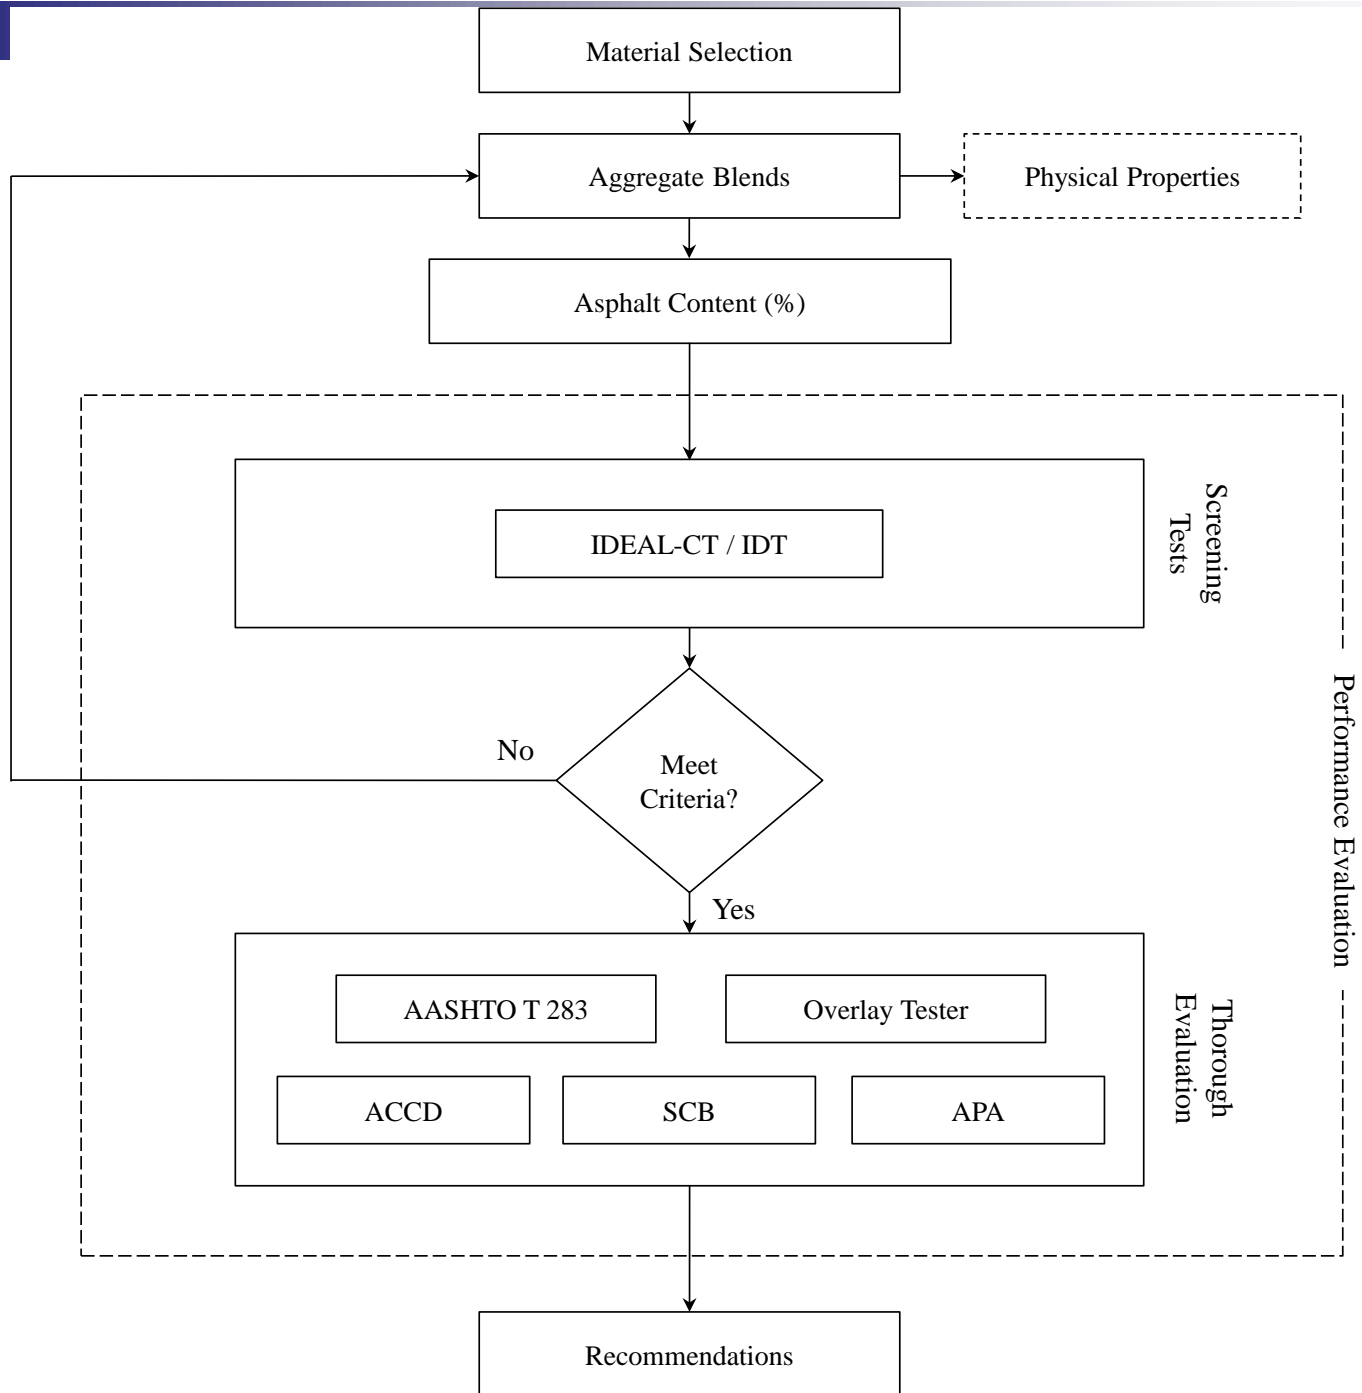 Material Selection
Aggregate Blends
Physical Properties
Asphalt Content (%)
Screening
Tests
IDEAL-CT / IDT
No
Meet
Criteria?
Performance Evaluation
Yes
Thorough
Evaluation
AASHTO T 283
Overlay Tester
ACCD
SCB
APA
Recommendations